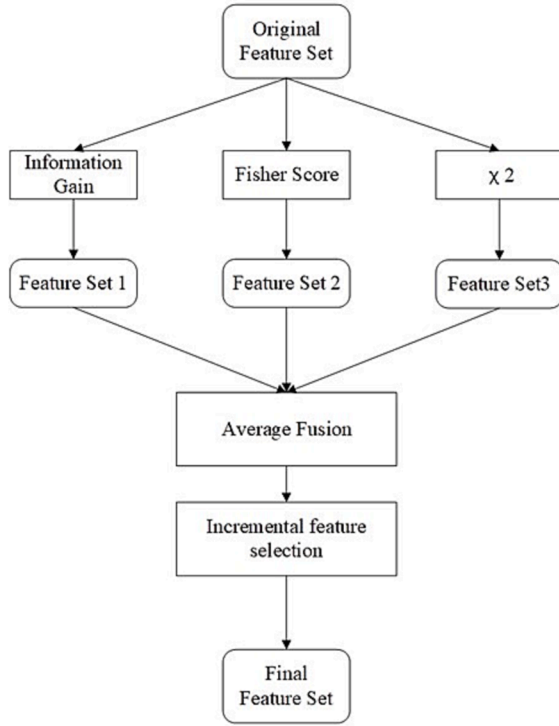 Original
Feature Set
Information
Gain
Fisher Score
χ 2
Feature Set 1
Feature Set 2
Feature Set3
Average Fusion
Incremental feature
selection
Final
Feature Set